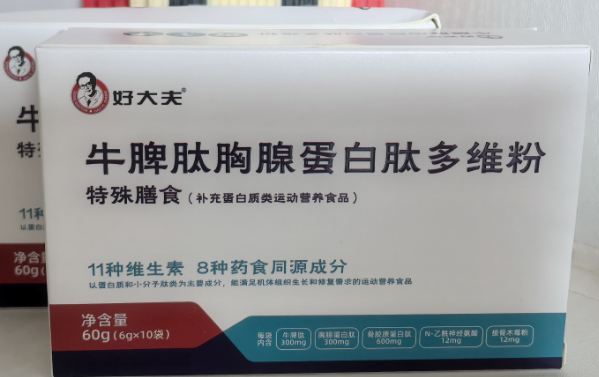 好大夫®
牛脾肽胸腺蛋白肽多维粉
特殊膳食（补充蛋白质类运动营养食品）
11种维生素 8种药食同源成分
以蛋白质和小分子肽类为主要成分，能满足机体组织生长和修复需求的运动营养食品
净含量
60g（6g×10袋）
每袋内含
牛脾肽 300mg
胸腺蛋白肽 300mg
骨胶原蛋白肽 600mg
N-乙酰神经氨酸 12mg
接骨木莓粉 12mg
牛
特殊
11种
净含量
60g（